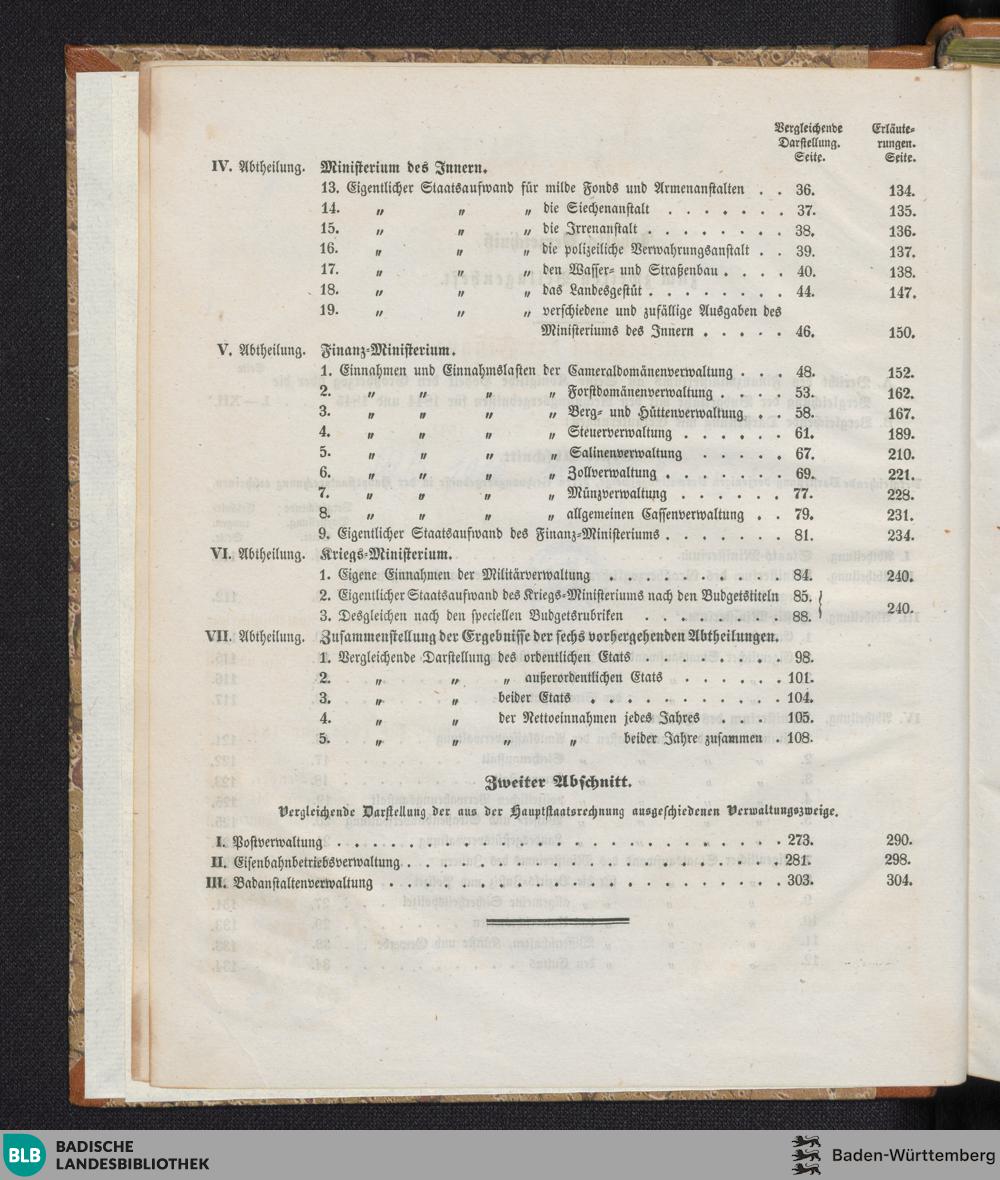 Vergleichende Darstellung. Seite.
Erläute-rungen. Seite.
IV. Abtheilung. Ministerium des Innern.
13. Eigentlicher Staatsaufwand für milde Fonds und Armenanstalten . . 36. 134.
14. „ „ „ die Siechenanstalt . . . . . . . 37. 135.
15. „ „ „ die Irrenanstalt . . . . . . . . 38. 136.
16. „ „ „ die polizeiliche Verwahrungsanstalt . . 39. 137.
17. „ „ „ den Wasser- und Straßenbau . . . . 40. 138.
18. „ „ „ das Landesgestüt . . . . . . . . 44. 147.
19. „ „ „ verschiedene und zufällige Ausgaben des
Ministeriums des Innern . . . . . 46. 150.
V. Abtheilung. Finanz-Ministerium.
1. Einnahmen und Einnahmslasten der Cameraldomänenverwaltung . . . 48. 152.
2. „ „ „ „ Forstdomänenverwaltung . . . . 53. 162.
3. „ „ „ „ Berg- und Hüttenverwaltung . . 58. 167.
4. „ „ „ „ Steuerverwaltung . . . . . . 61. 189.
5. „ „ „ „ Salinenverwaltung . . . . . 67. 210.
6. „ „ „ „ Zollverwaltung . . . . . . . 69. 221.
7. „ „ „ „ Münzverwaltung . . . . . . 77. 228.
8. „ „ „ „ allgemeinen Cassenverwaltung . . 79. 231.
9. Eigentlicher Staatsaufwand des Finanz-Ministeriums . . . . . . . 81. 234.
VI. Abtheilung. Kriegs-Ministerium.
1. Eigene Einnahmen der Militärverwaltung . . . . . . . . . . 84. 240.
2. Eigentlicher Staatsaufwand des Kriegs-Ministeriums nach den Budgetstiteln 85.
3. Desgleichen nach den speciellen Budgetsrubriken . . . . . . . . 88. } 240.
VII. Abtheilung. Zusammenstellung der Ergebnisse der sechs vorhergehenden Abtheilungen.
1. Vergleichende Darstellung des ordentlichen Etats . . . . . . . . 98.
2. „ „ „ außerordentlichen Etats . . . . . . 101.
3. „ „ beider Etats . . . . . . . . . . 104.
4. „ „ der Nettoeinnahmen jedes Jahres . . . . 105.
5. „ „ „ „ beider Jahre zusammen . 108.
Zweiter Abschnitt.
Vergleichende Darstellung der aus der Hauptstaatsrechnung ausgeschiedenen Verwaltungszweige.
I. Postverwaltung . . . . . . . . . . . . . . . . . . . . . . . . 273. 290.
II. Eisenbahnbetriebsverwaltung . . . . . . . . . . . . . . . . . . . . 281. 298.
III. Badanstaltenverwaltung . . . . . . . . . . . . . . . . . . . . . . 303. 304.
BLB BADISCHE
LANDESBIBLIOTHEK
Baden-Württemberg